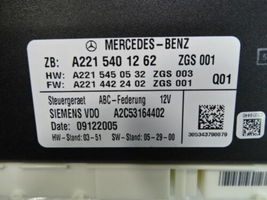 MERCEDES-BENZ
ZB: A221 540 12 62 ZGS 001
HW: A221 545 05 32 ZGS 003
FW: A221 442 24 02 ZGS 001 Q01
Steuergeraet ABC-Federung 12V
SIEMENS VDO A2C53164402
Date: 09122005
HW-Stand: 03-51 SW-Stand: 05-29-00